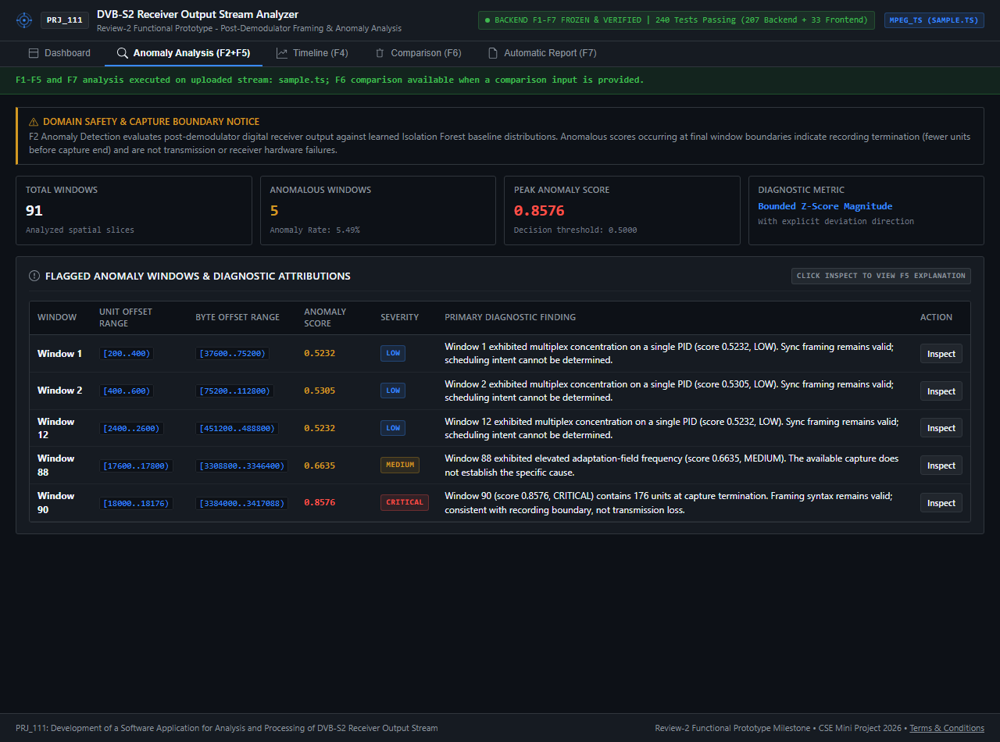 PRJ_111
DVB-S2 Receiver Output Stream Analyzer
Review-2 Functional Prototype - Post-Demodulator Framing & Anomaly Analysis
BACKEND F1-F7 FROZEN & VERIFIED | 240 Tests Passing (207 Backend + 33 Frontend)
MPEG_TS (SAMPLE.TS)
Dashboard
Anomaly Analysis (F2+F5)
Timeline (F4)
Comparison (F6)
Automatic Report (F7)
F1-F5 and F7 analysis executed on uploaded stream: sample.ts; F6 comparison available when a comparison input is provided.
DOMAIN SAFETY & CAPTURE BOUNDARY NOTICE
F2 Anomaly Detection evaluates post-demodulator digital receiver output against learned Isolation Forest baseline distributions. Anomalous scores occurring at final window boundaries indicate recording termination (fewer units
before capture end) and are not transmission or receiver hardware failures.
TOTAL WINDOWS
91
Analyzed spatial slices
ANOMALOUS WINDOWS
5
Anomaly Rate: 5.49%
PEAK ANOMALY SCORE
0.8576
Decision threshold: 0.5000
DIAGNOSTIC METRIC
Bounded Z-Score Magnitude
With explicit deviation direction
FLAGGED ANOMALY WINDOWS & DIAGNOSTIC ATTRIBUTIONS
CLICK INSPECT TO VIEW F5 EXPLANATION
WINDOW
UNIT OFFSET
RANGE
BYTE OFFSET RANGE
ANOMALY
SCORE
SEVERITY
PRIMARY DIAGNOSTIC FINDING
ACTION
Window 1
[200..400)
[37600..75200)
0.5232
LOW
Window 1 exhibited multiplex concentration on a single PID (score 0.5232, LOW). Sync framing remains valid;
scheduling intent cannot be determined.
Inspect
Window 2
[400..600)
[75200..112800)
0.5305
LOW
Window 2 exhibited multiplex concentration on a single PID (score 0.5305, LOW). Sync framing remains valid;
scheduling intent cannot be determined.
Inspect
Window
12
[2400..2600)
[451200..488800)
0.5232
LOW
Window 12 exhibited multiplex concentration on a single PID (score 0.5232, LOW). Sync framing remains valid;
scheduling intent cannot be determined.
Inspect
Window
88
[17600..17800)
[3308800..3346400)
0.6635
MEDIUM
Window 88 exhibited elevated adaptation-field frequency (score 0.6635, MEDIUM). The available capture does
not establish the specific cause.
Inspect
Window
90
[18000..18176)
[3384000..3417088)
0.8576
CRITICAL
Window 90 (score 0.8576, CRITICAL) contains 176 units at capture termination. Framing syntax remains valid;
consistent with recording boundary, not transmission loss.
Inspect
PRJ_111: Development of a Software Application for Analysis and Processing of DVB-S2 Receiver Output Stream
Review-2 Functional Prototype Milestone • CSE Mini Project 2026 • Terms & Conditions